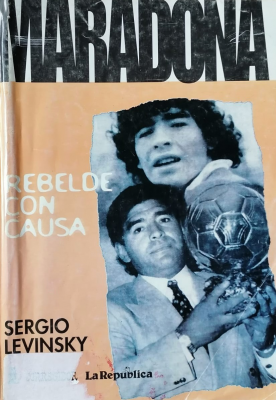 MARADONA
REBELDE
CON
CAUSA
SERGIO
LEVINSKY
La República